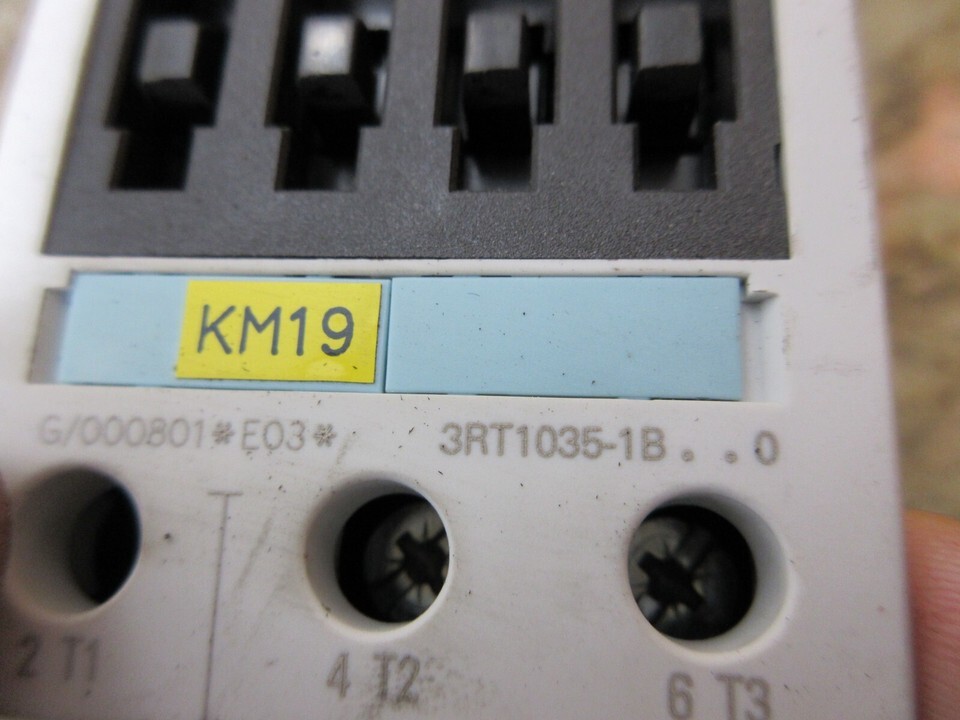 KM19
G/000801*E03*
3RT1035-1B..0
2 T1
4 T2
6 T3